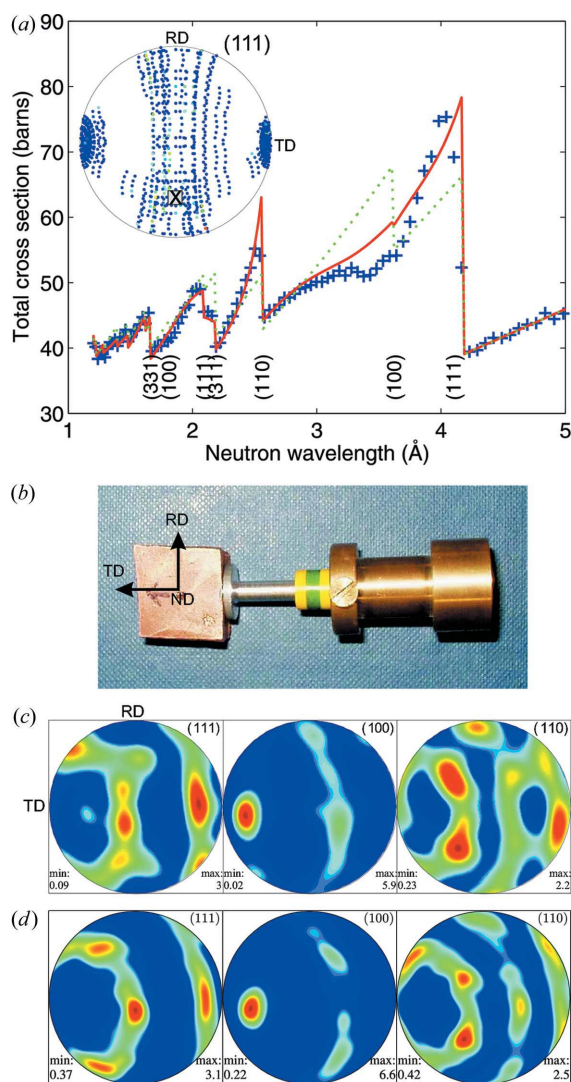 (a)
90
80
70
60
50
40
30
Total cross section (barns)
RD
(111)
TD
X
(331)
(100)
(111)
(311)
(110)
(100)
(111)
1 2 3 4 5
Neutron wavelength (Å)
(b)
RD
TD
ND
(c)
RD
TD
(111)
min:
0.09
max:
3
(100)
min:
0.02
max:
5.9
(110)
min:
0.23
max:
2.2
(d)
(111)
min:
0.37
max:
3.1
(100)
min:
0.22
max:
6.6
(110)
min:
0.42
max:
2.5